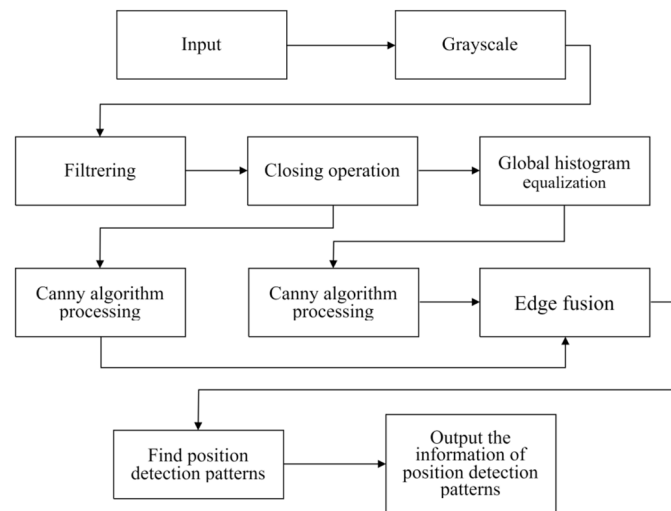 Input
Grayscale
Filtrering
Closing operation
Global histogram
equalization
Canny algorithm
processing
Canny algorithm
processing
Edge fusion
Find position
detection patterns
Output the
information of
position detection
patterns